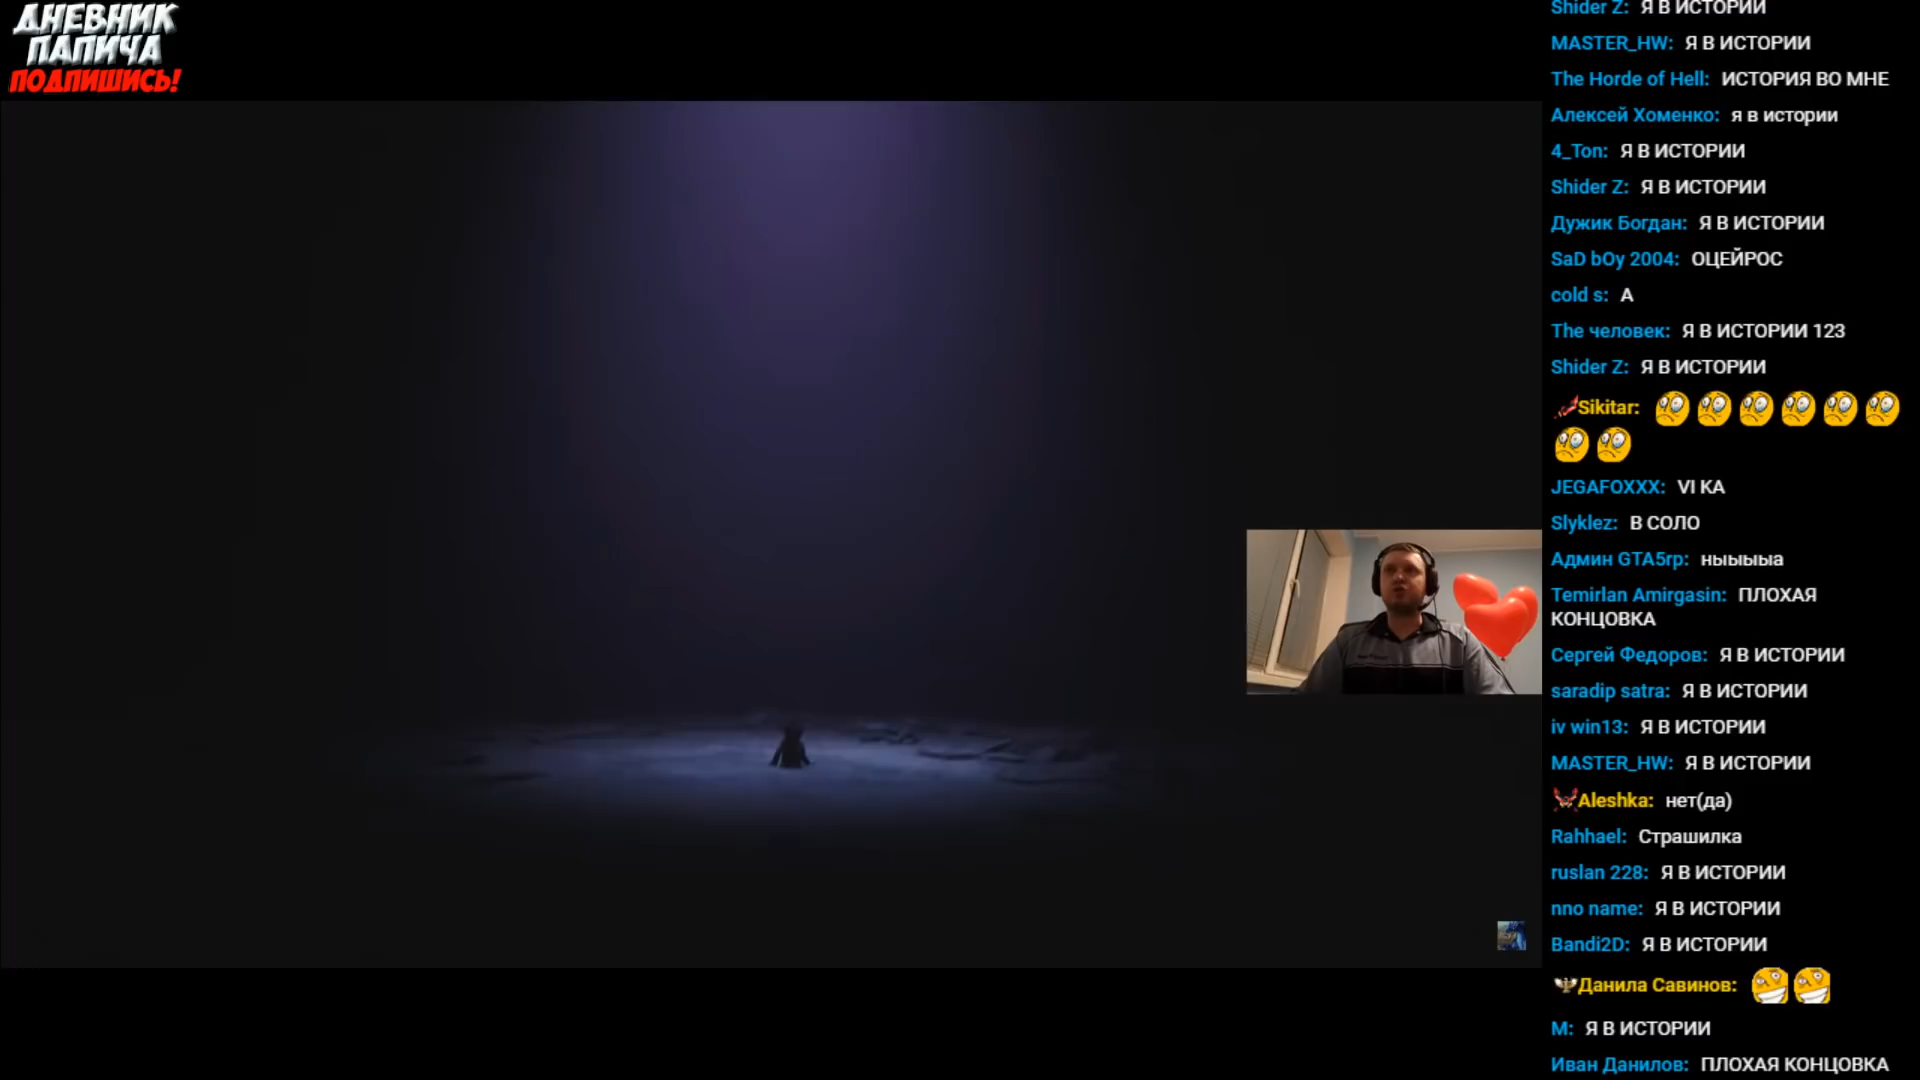 ДНЕВНИК
ПАПИЧА
ПОДПИШИСЬ!
Shider Z: Я В ИСТОРИИ
MASTER_HW: Я В ИСТОРИИ
The Horde of Hell: ИСТОРИЯ ВО МНЕ
Алексей Хоменко: я в истории
4_Ton: Я В ИСТОРИИ
Shider Z: Я В ИСТОРИИ
Дужик Богдан: Я В ИСТОРИИ
SaD bOy 2004: ОЦЕЙРОС
cold s: А
The человек: Я В ИСТОРИИ 123
Shider Z: Я В ИСТОРИИ
Sikitar:
JEGAFOXXX: VI KA
Slyklez: В СОЛО
Админ GTA5rp: ныыыыа
Temirlan Amirgasin: ПЛОХАЯ
КОНЦОВКА
Сергей Федоров: Я В ИСТОРИИ
saradip satra: Я В ИСТОРИИ
iv win13: Я В ИСТОРИИ
MASTER_HW: Я В ИСТОРИИ
Aleshka: нет(да)
Rahhael: Страшилка
ruslan 228: Я В ИСТОРИИ
nno name: Я В ИСТОРИИ
Bandi2D: Я В ИСТОРИИ
Данила Савинов:
M: Я В ИСТОРИИ
Иван Данилов: ПЛОХАЯ КОНЦОВКА